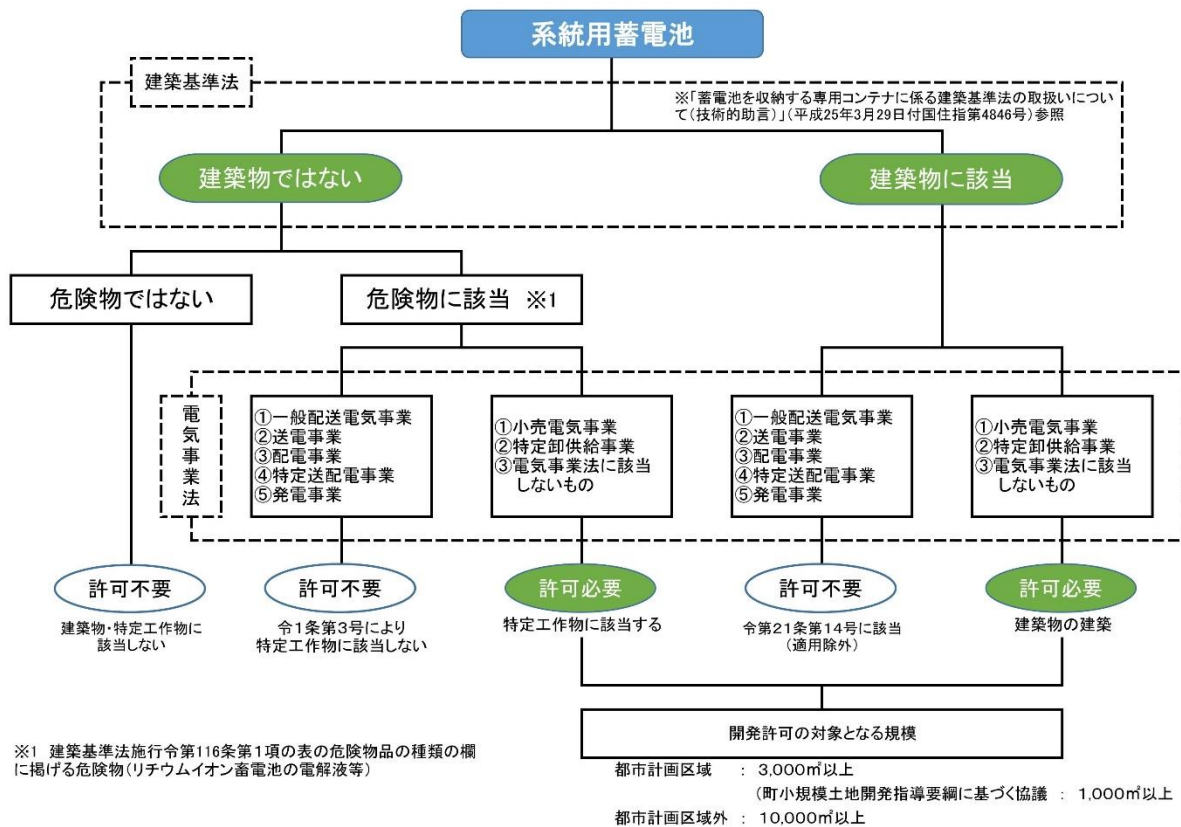 系統用蓄電池
建築基準法
※「蓄電池を収納する専用コンテナに係る建築基準法の取扱いについ
て(技術的助言)」(平成25年3月29日付国住指第4846号)参照
建築物ではない
建築物に該当
危険物ではない
危険物に該当 ※1
電気事業法
①一般配送電気事業
②送電事業
③配電事業
④特定送配電事業
⑤発電事業
①小売電気事業
②特定卸供給事業
③電気事業法に該当
しないもの
①一般配送電気事業
②送電事業
③配電事業
④特定送配電事業
⑤発電事業
①小売電気事業
②特定卸供給事業
③電気事業法に該当
しないもの
許可不要
許可不要
許可必要
許可不要
許可必要
建築物・特定工作物に
該当しない
令1条第3号により
特定工作物に該当しない
特定工作物に該当する
令第21条第14号に該当
(適用除外)
建築物の建築
開発許可の対象となる規模
※1 建築基準法施行令第116条第1項の表の危険物品の種類の欄
に掲げる危険物(リチウムイオン蓄電池の電解液等)
都市計画区域 : 3,000㎡以上
(町小規模土地開発指導要綱に基づく協議 : 1,000㎡以上
都市計画区域外 : 10,000㎡以上